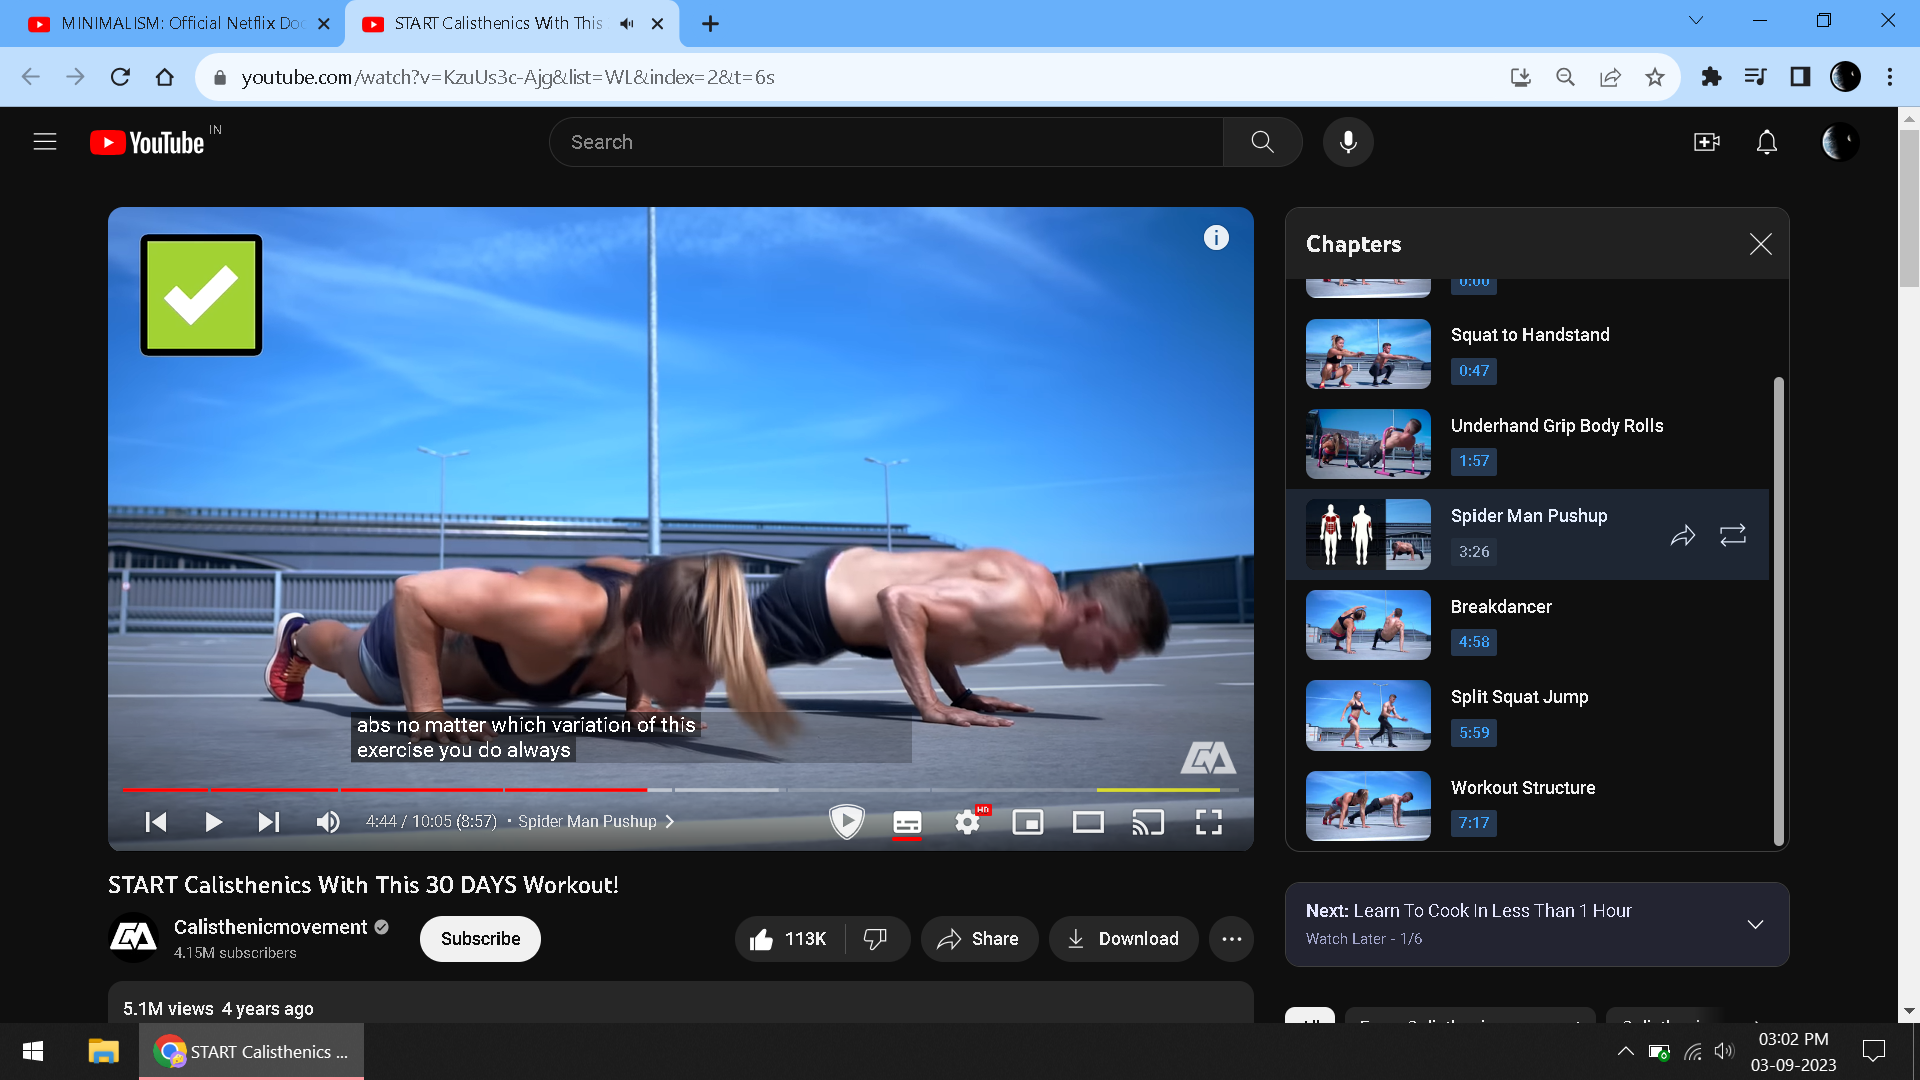 MINIMALISM: Official Netflix Do
START Calisthenics With This
youtube.com/watch?v=KzuUs3c-Ajg&list=WL&index=2&t=6s
YouTube IN
Search
Chapters
0:00
Squat to Handstand
0:47
Underhand Grip Body Rolls
1:57
Spider Man Pushup
3:26
Breakdancer
4:58
Split Squat Jump
5:59
Workout Structure
7:17
abs no matter which variation of this
exercise you do always
HD
4:44 / 10:05 (8:57) • Spider Man Pushup
START Calisthenics With This 30 DAYS Workout!
Calisthenicmovement
4.15M subscribers
Subscribe
113K
Share
Download
Next: Learn To Cook In Less Than 1 Hour
Watch Later - 1/6
5.1M views 4 years ago
START Calisthenics ...
03:02 PM
03-09-2023